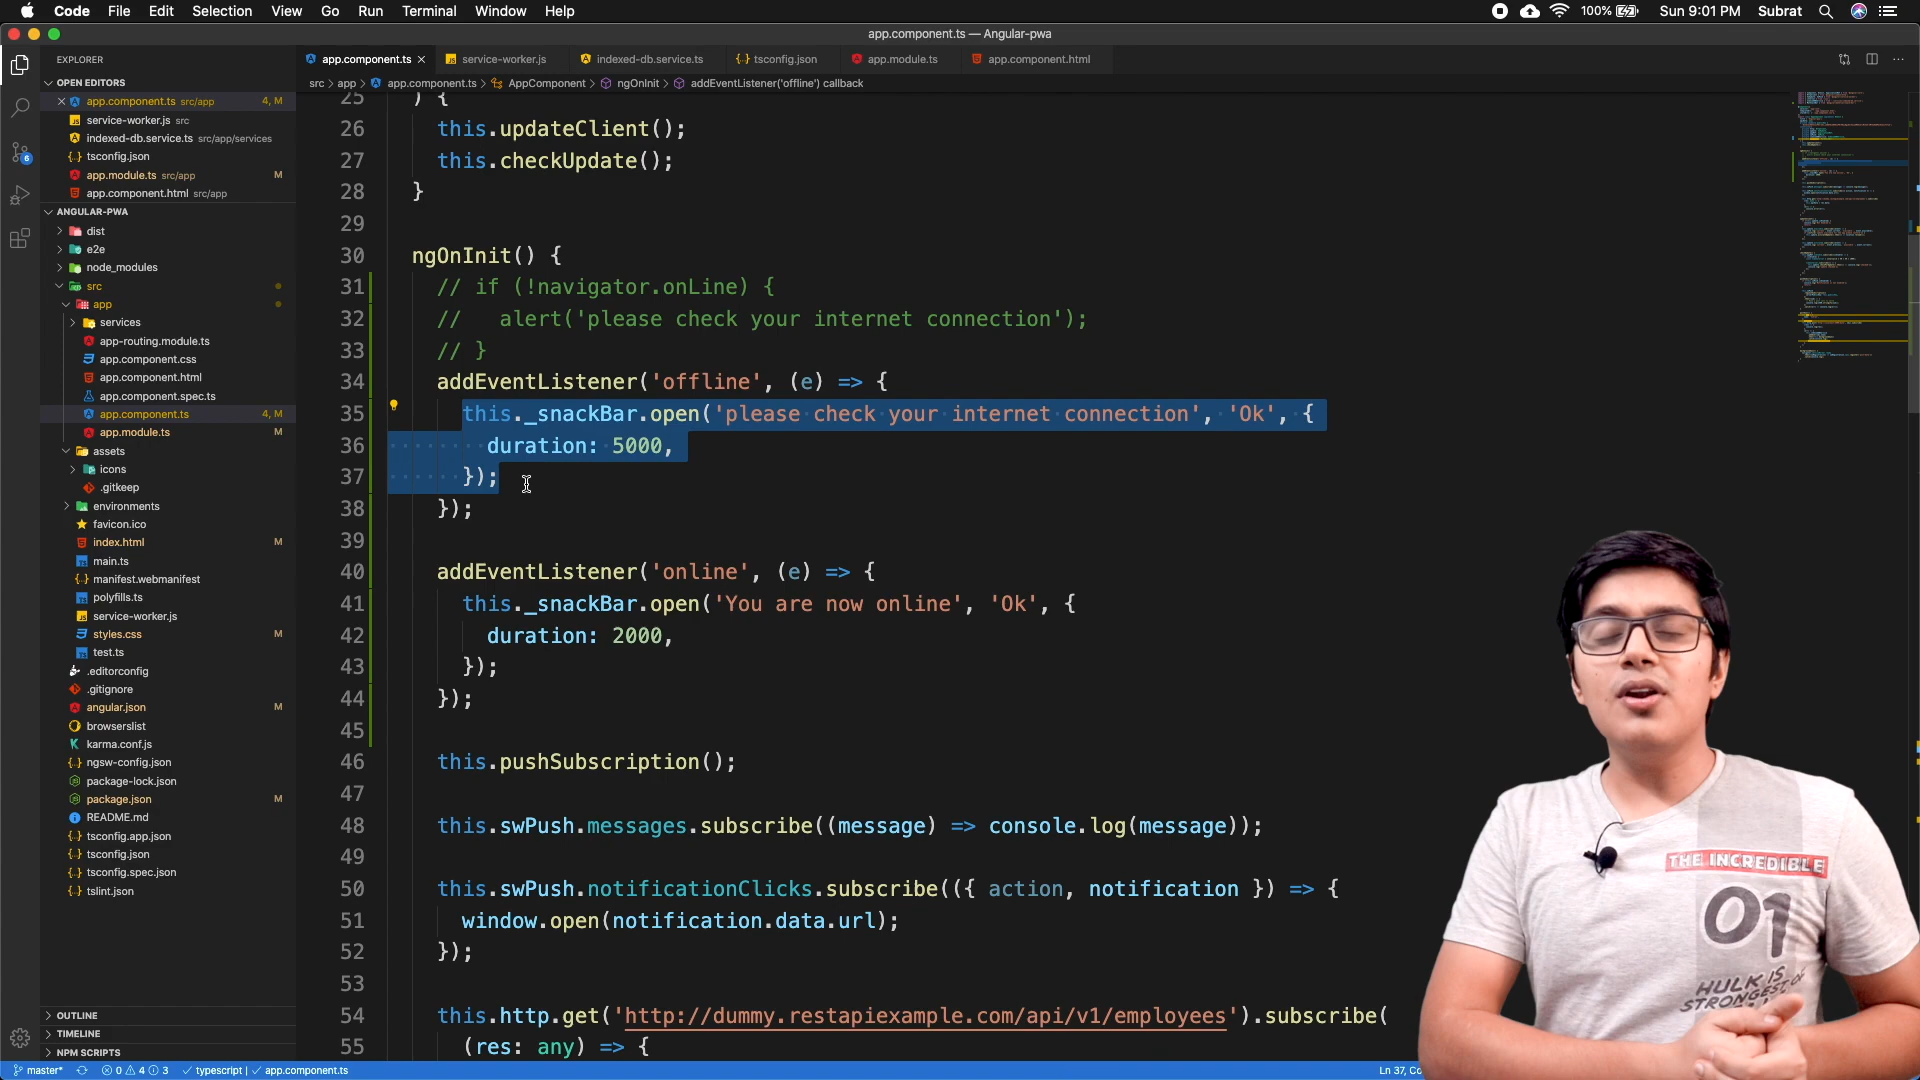 Code File Edit Selection View Go Run Terminal Window Help 100% Sun 9:01 PM Subrat
app.component.ts — Angular-pwa
EXPLORER
OPEN EDITORS
app.component.ts src/app 4, M
service-worker.js src
indexed-db.service.ts src/app/services
tsconfig.json
app.module.ts src/app M
app.component.html src/app
ANGULAR-PWA
dist
e2e
node_modules
src
app
services
app-routing.module.ts
app.component.css
app.component.html
app.component.spec.ts
app.component.ts 4, M
app.module.ts M
assets
icons
.gitkeep
environments
favicon.ico
index.html M
main.ts
manifest.webmanifest
polyfills.ts
service-worker.js
styles.css M
test.ts
.editorconfig
.gitignore
angular.json M
browserslist
karma.conf.js
ngsw-config.json
package-lock.json
package.json M
README.md
tsconfig.app.json
tsconfig.json
tsconfig.spec.json
tslint.json
OUTLINE
TIMELINE
NPM SCRIPTS
6
app.component.ts service-worker.js indexed-db.service.ts tsconfig.json app.module.ts app.component.html
src > app > app.component.ts > AppComponent > ngOnInit > addEventListener('offline') callback
25 ) {
26 this.updateClient();
27 this.checkUpdate();
28 }
29
30 ngOnInit() {
31 // if (!navigator.onLine) {
32 // alert('please check your internet connection');
33 // }
34 addEventListener('offline', (e) => {
35 this._snackBar.open('please check your internet connection', 'Ok', {
36 duration: 5000,
37 });
38 });
39
40 addEventListener('online', (e) => {
41 this._snackBar.open('You are now online', 'Ok', {
42 duration: 2000,
43 });
44 });
45
46 this.pushSubscription();
47
48 this.swPush.messages.subscribe((message) => console.log(message));
49
50 this.swPush.notificationClicks.subscribe(({ action, notification }) => {
51 window.open(notification.data.url);
52 });
53
54 this.http.get('http://dummy.restapiexample.com/api/v1/employees').subscribe(
55 (res: any) => {
THE INCREDIBLE
01
HULK IS
STRONGEST
master* 0 4 3 typescript | app.component.ts Ln 37, Co